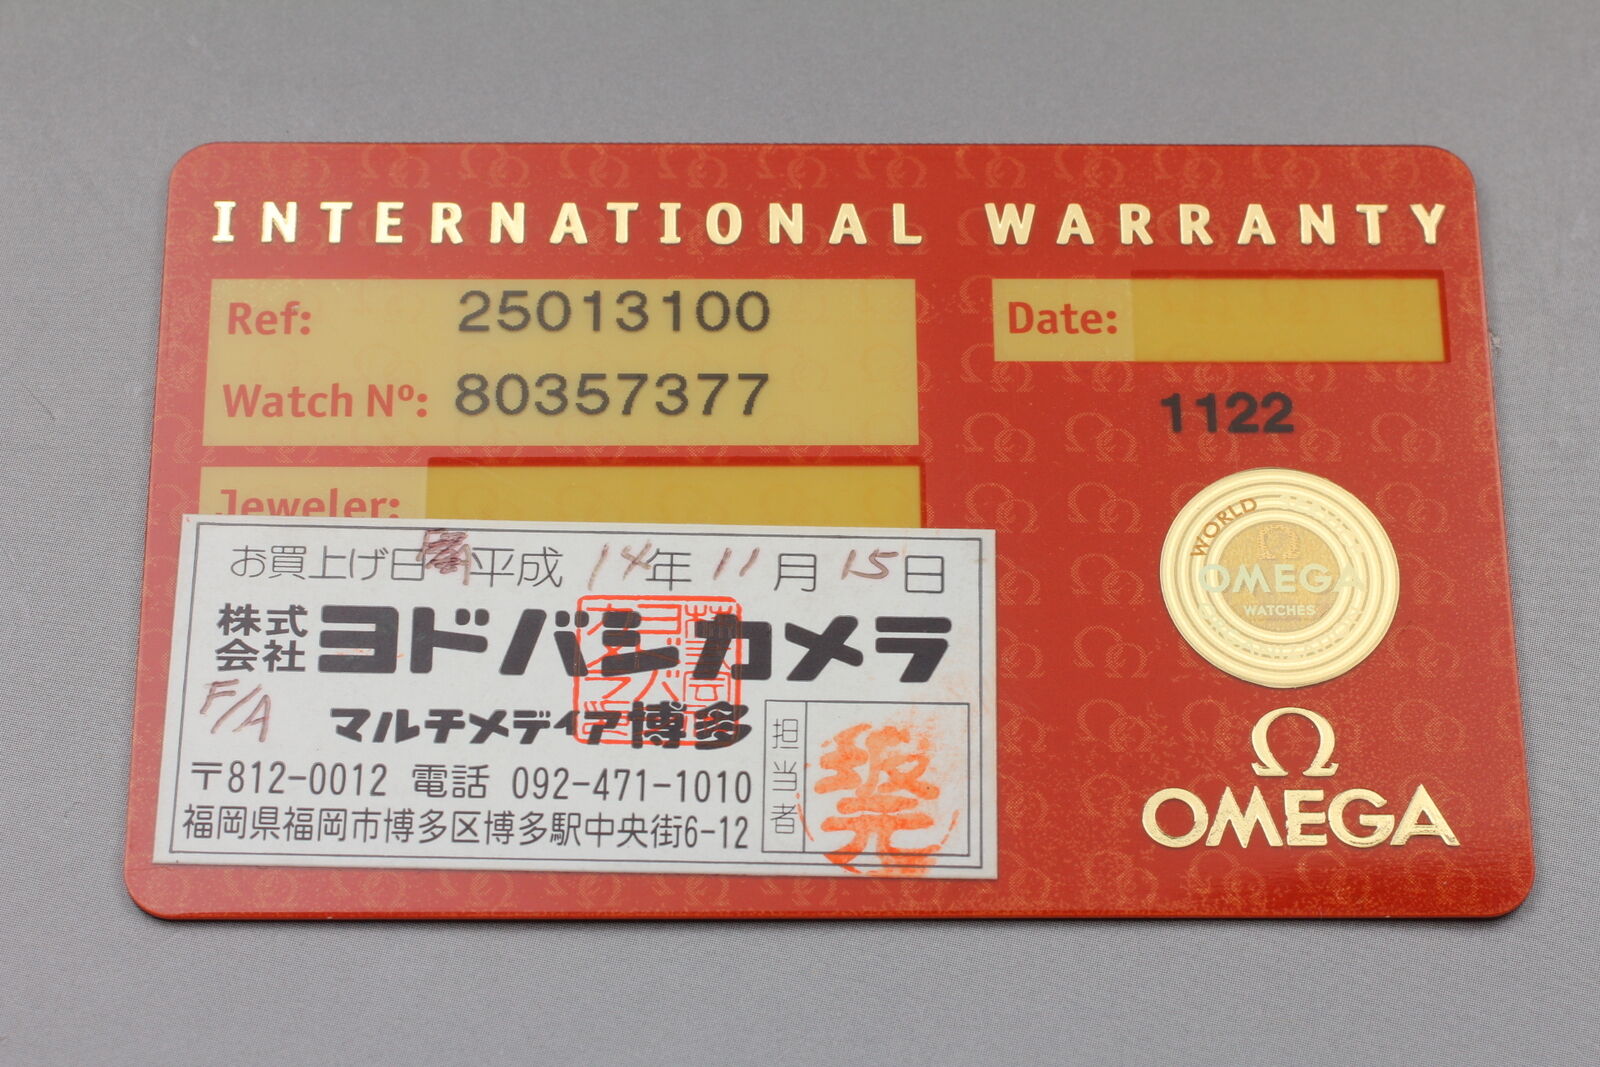 INTERNATIONAL WARRANTY
Ref: 25013100
Watch Nº: 80357377
Date:
1122
Jeweler:
お買上げ日 平成 14年 11月 15日
株式会社 ヨドバシカメラ
F/A マルチメディア博多
〒812-0012 電話 092-471-1010
福岡県福岡市博多区博多駅中央街6-12
担当者
坂元
WORLD
Ω
OMEGA
WATCHES
Ω
OMEGA